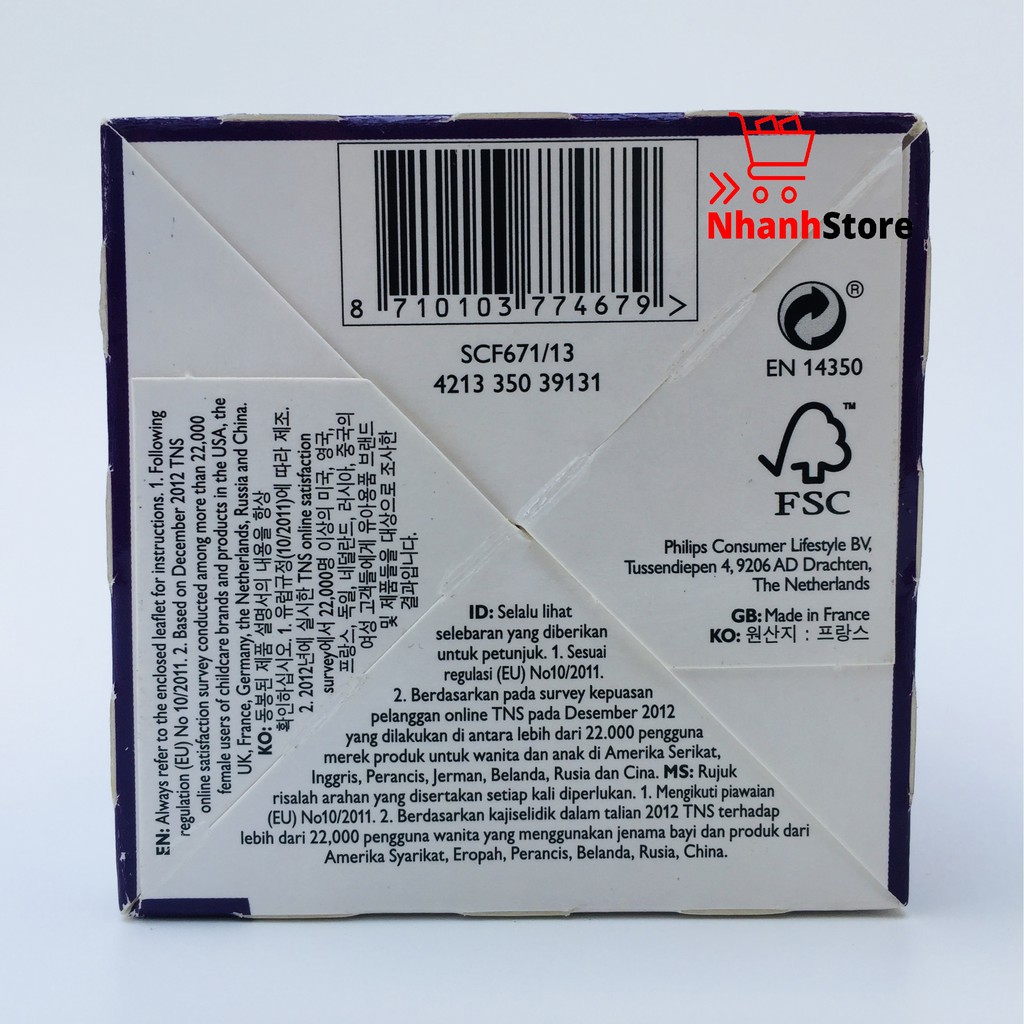 NhanhStore
8 710103 774679 >
SCF671/13
4213 350 39131
®
EN 14350
™
FSC
Philips Consumer Lifestyle BV,
Tussendiepen 4, 9206 AD Drachten,
The Netherlands
GB: Made in France
KO: 원산지 : 프랑스
EN: Always refer to the enclosed leaflet for instructions. 1. Following
regulation (EU) No 10/2011. 2. Based on December 2012 TNS
online satisfaction survey conducted among more than 22,000
female users of childcare brands and products in the USA, the
UK, France, Germany, the Netherlands, Russia and China.
KO: 동봉된 제품 설명서의 내용을 항상
확인하십시오. 1. 유럽규정(10/2011)에 따라 제조.
2. 2012년에 실시한 TNS online satisfaction
survey에서 22,000명 이상의 미국, 영국,
프랑스, 독일, 네덜란드, 러시아, 중국의
여성 고객들에게 유아용품 브랜드
및 제품들을 대상으로 조사한
결과입니다.
ID: Selalu lihat
selebaran yang diberikan
untuk petunjuk. 1. Sesuai
regulasi (EU) No10/2011.
2. Berdasarkan pada survey kepuasan
pelanggan online TNS pada Desember 2012
yang dilakukan di antara lebih dari 22.000 pengguna
merek produk untuk wanita dan anak di Amerika Serikat,
Inggris, Perancis, Jerman, Belanda, Rusia dan Cina. MS: Rujuk
risalah arahan yang disertakan setiap kali diperlukan. 1. Mengikuti piawaian
(EU) No10/2011. 2. Berdasarkan kajiselidik dalam talian 2012 TNS terhadap
lebih dari 22,000 pengguna wanita yang menggunakan jenama bayi dan produk dari
Amerika Syarikat, Eropah, Perancis, Belanda, Rusia, China.